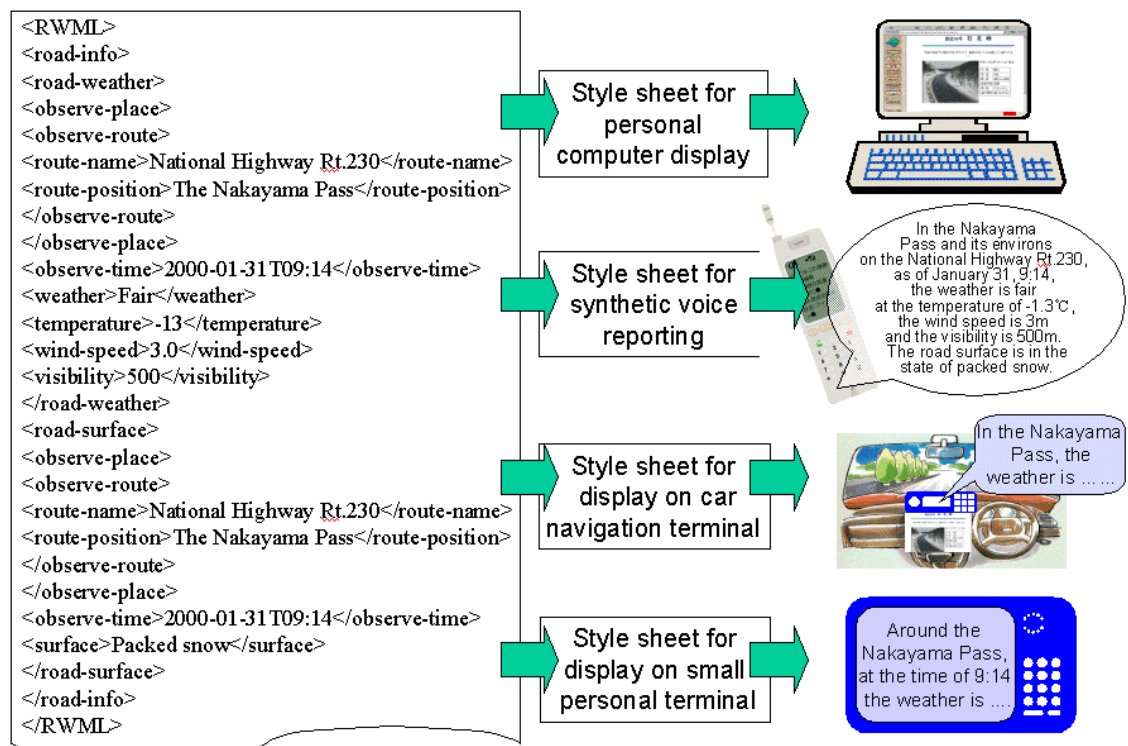 <RWML>
<road-info>
<road-weather>
<observe-place>
<observe-route>
<route-name>National Highway Rt.230</route-name>
<route-position>The Nakayama Pass</route-position>
</observe-route>
</observe-place>
<observe-time>2000-01-31T09:14</observe-time>
<weather>Fair</weather>
<temperature>-13</temperature>
<wind-speed>3.0</wind-speed>
<visibility>500</visibility>
</road-weather>
<road-surface>
<observe-place>
<observe-route>
<route-name>National Highway Rt.230</route-name>
<route-position>The Nakayama Pass</route-position>
</observe-route>
</observe-place>
<observe-time>2000-01-31T09:14</observe-time>
<surface>Packed snow</surface>
</road-surface>
</road-info>
</RWML>
Style sheet for
personal
computer display
Style sheet for
synthetic voice
reporting
In the Nakayama
Pass and its environs
on the National Highway Rt.230,
as of January 31, 9:14,
the weather is fair
at the temperature of -1.3℃,
the wind speed is 3m
and the visibility is 500m.
The road surface is in the
state of packed snow.
Style sheet for
display on car
navigation terminal
In the Nakayama
Pass, the
weather is ... ...
Style sheet for
display on small
personal terminal
Around the
Nakayama Pass,
at the time of 9:14
the weather is ....